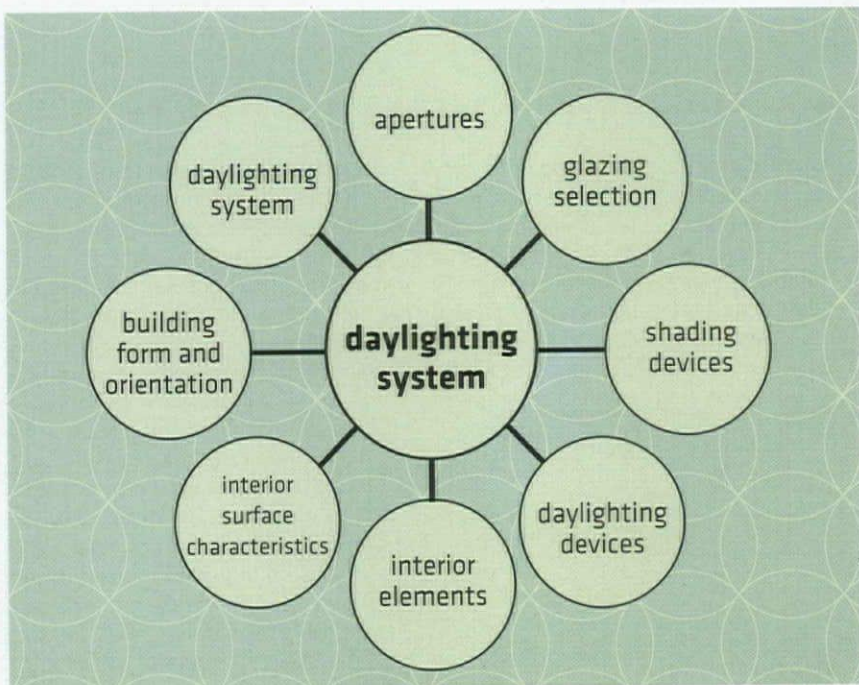 apertures
glazing
selection
shading
devices
daylighting
devices
interior
elements
interior
surface
characteristics
building
form and
orientation
daylighting
system
daylighting
system